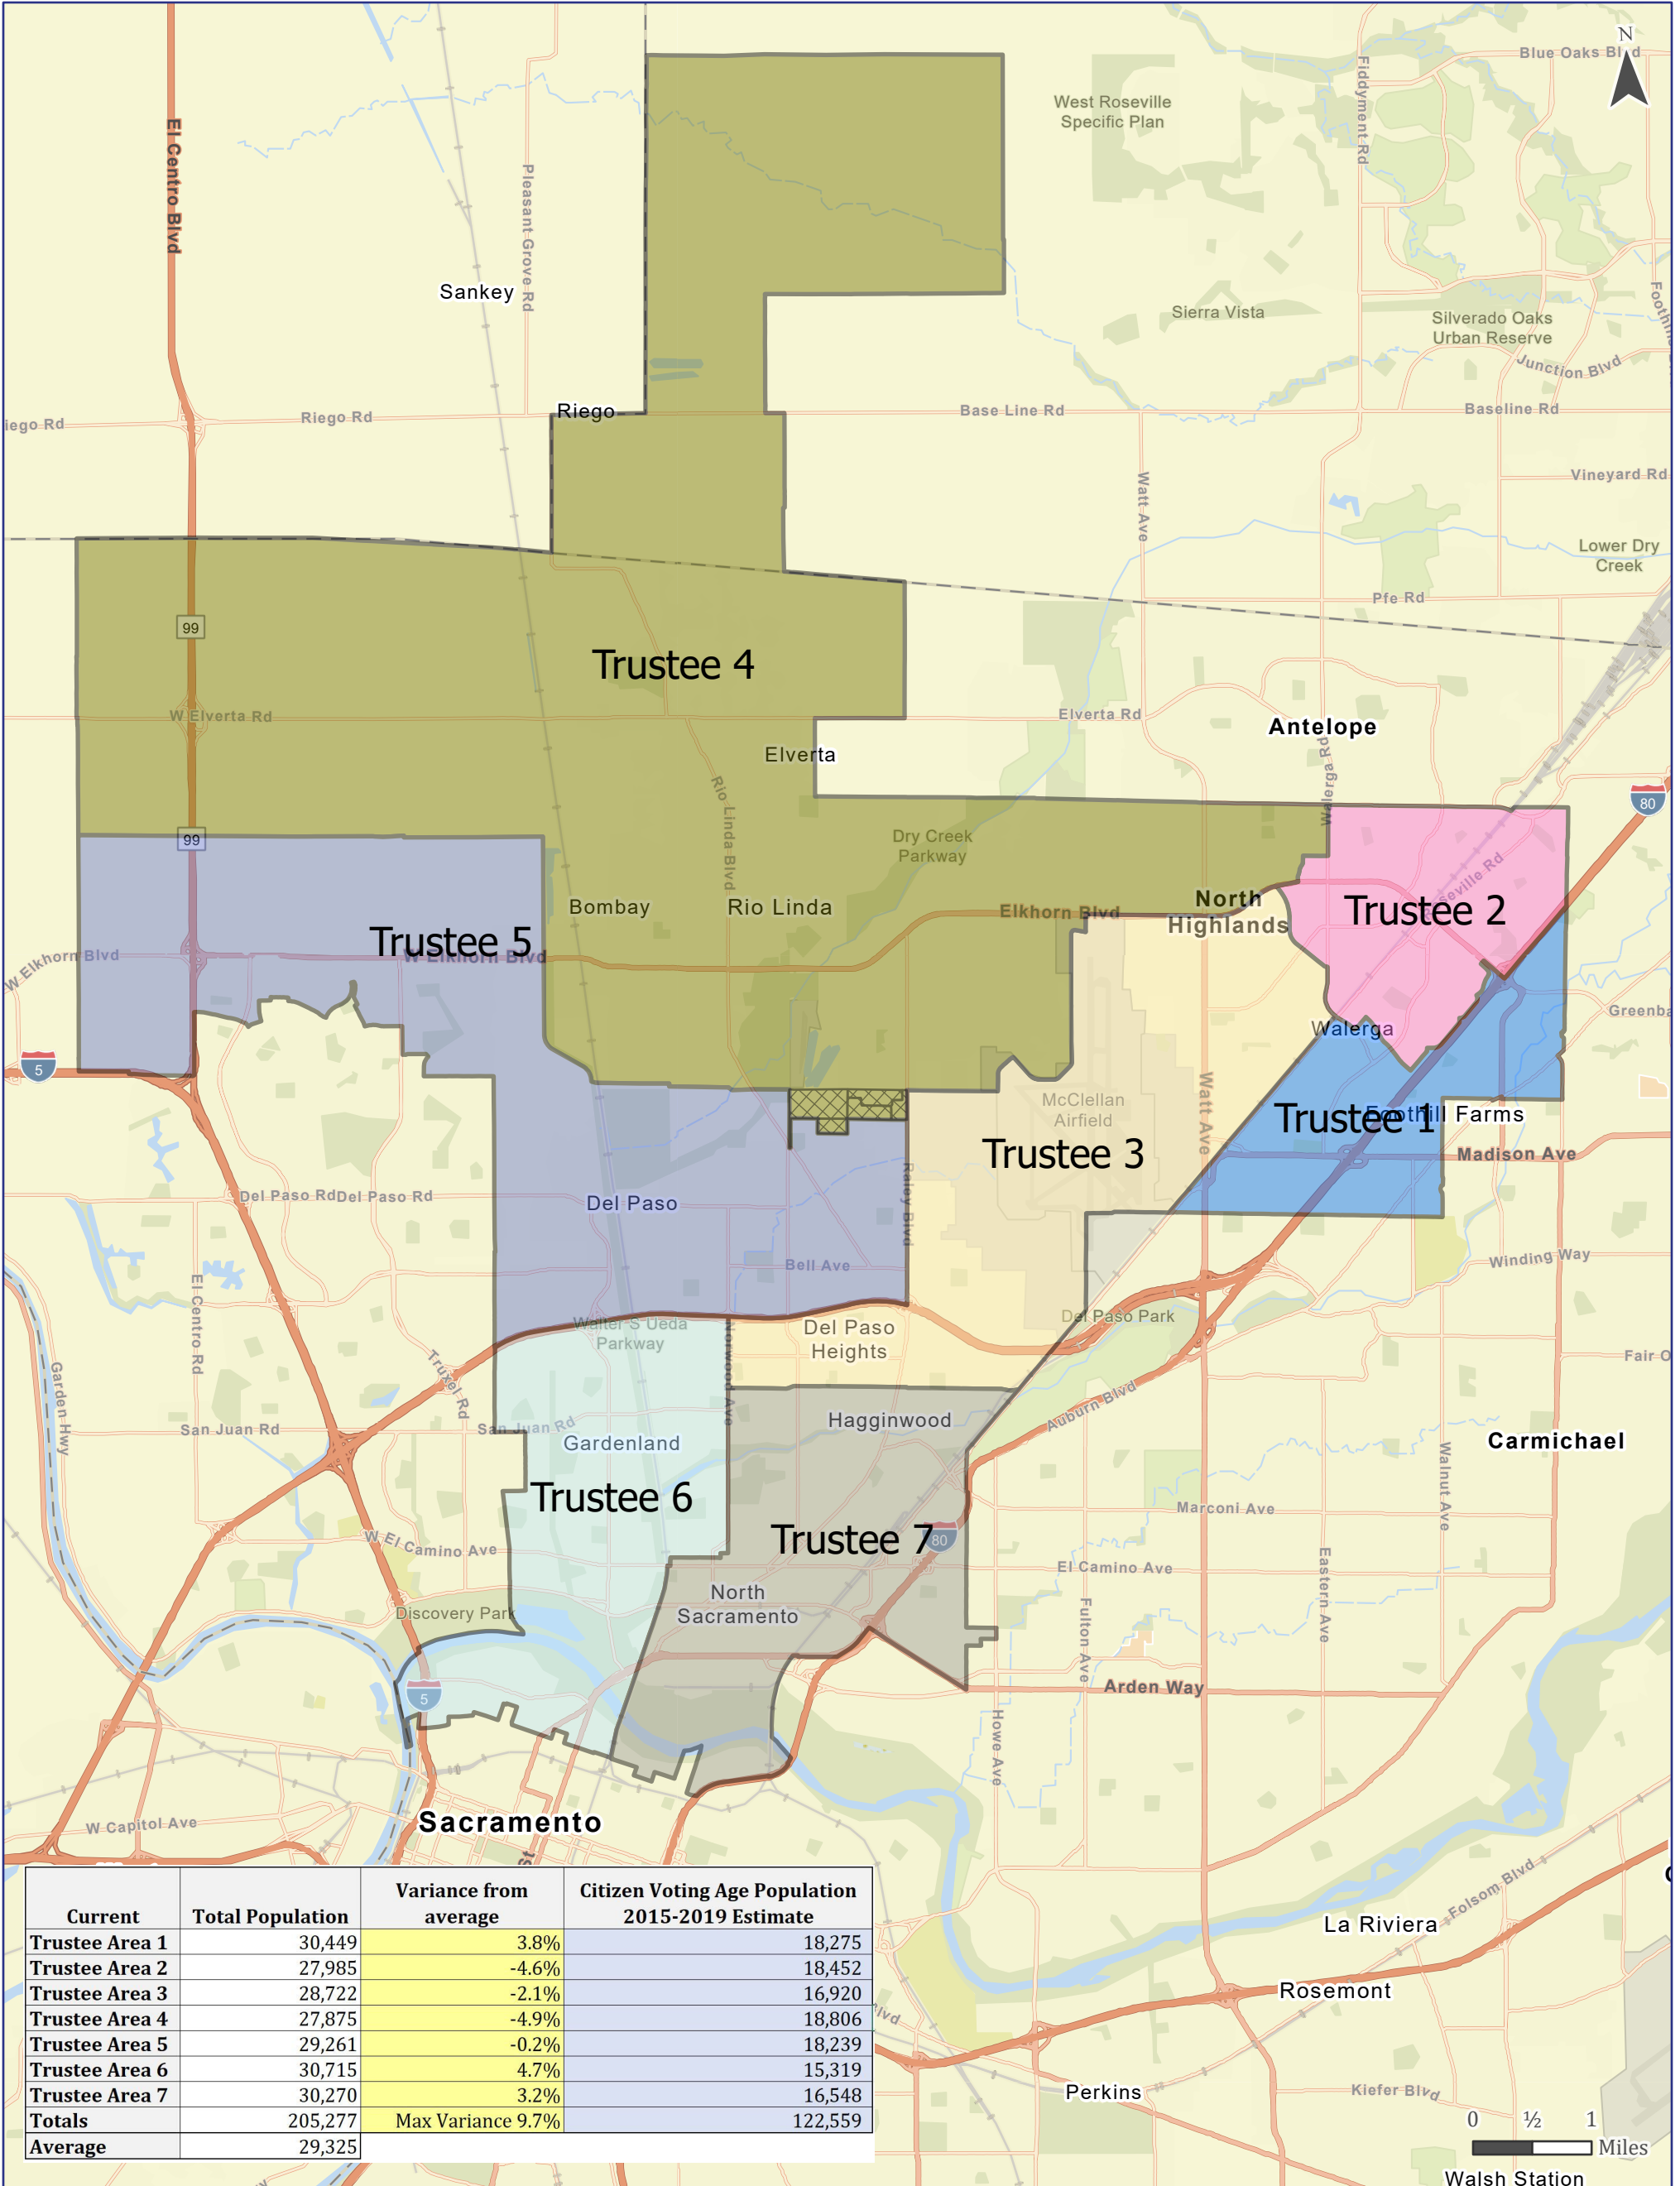 N
Blue Oaks Blvd
El Centro Blvd
Pleasant Grove Rd
West Roseville
Specific Plan
Fiddyment Rd
Sankey
Sierra Vista
Silverado Oaks
Urban Reserve
Junction Blvd
iego Rd
Riego Rd
Riego
Base Line Rd
Baseline Rd
Vineyard Rd
Watt Ave
Lower Dry
Creek
Pfe Rd
99
Trustee 4
W Elverta Rd
Elverta Rd
Elverta
Antelope
Walerga Rd
Rio Linda Blvd
80
99
Dry Creek
Parkway
Bombay
Rio Linda
Elkhorn Blvd
North
Highlands
Trustee 2
Roseville Rd
Trustee 5
W Elkhorn Blvd
W Elkhorn Blvd
Greenba
Walerga
5
McClellan
Airfield
Watt Ave
Trustee 1
Foothill Farms
Trustee 3
Madison Ave
Del Paso Rd
Del Paso Rd
Del Paso
Raley Blvd
Bell Ave
Winding Way
El Centro Rd
Walter S Ueda
Parkway
Norwood Ave
Del Paso
Heights
Del Paso Park
Fair O
Garden Hwy
Truxel Rd
San Juan Rd
San Juan Rd
Gardenland
Hagginwood
Auburn Blvd
Carmichael
Walnut Ave
Trustee 6
Marconi Ave
Trustee 7
80
W El Camino Ave
El Camino Ave
Eastern Ave
Discovery Park
North
Sacramento
Fulton Ave
5
Arden Way
Howe Ave
W Capitol Ave
Sacramento
st
Current Total Population Variance from average Citizen Voting Age Population 2015-2019 Estimate
Trustee Area 1 30,449 3.8% 18,275
Trustee Area 2 27,985 -4.6% 18,452
Trustee Area 3 28,722 -2.1% 16,920
Trustee Area 4 27,875 -4.9% 18,806
Trustee Area 5 29,261 -0.2% 18,239
Trustee Area 6 30,715 4.7% 15,319
Trustee Area 7 30,270 3.2% 16,548
Totals 205,277 Max Variance 9.7% 122,559
Average 29,325
Folsom Blvd
La Riviera
Rosemont
lvd
Perkins
Kiefer Blvd
0 ½ 1
Miles
Walsh Station